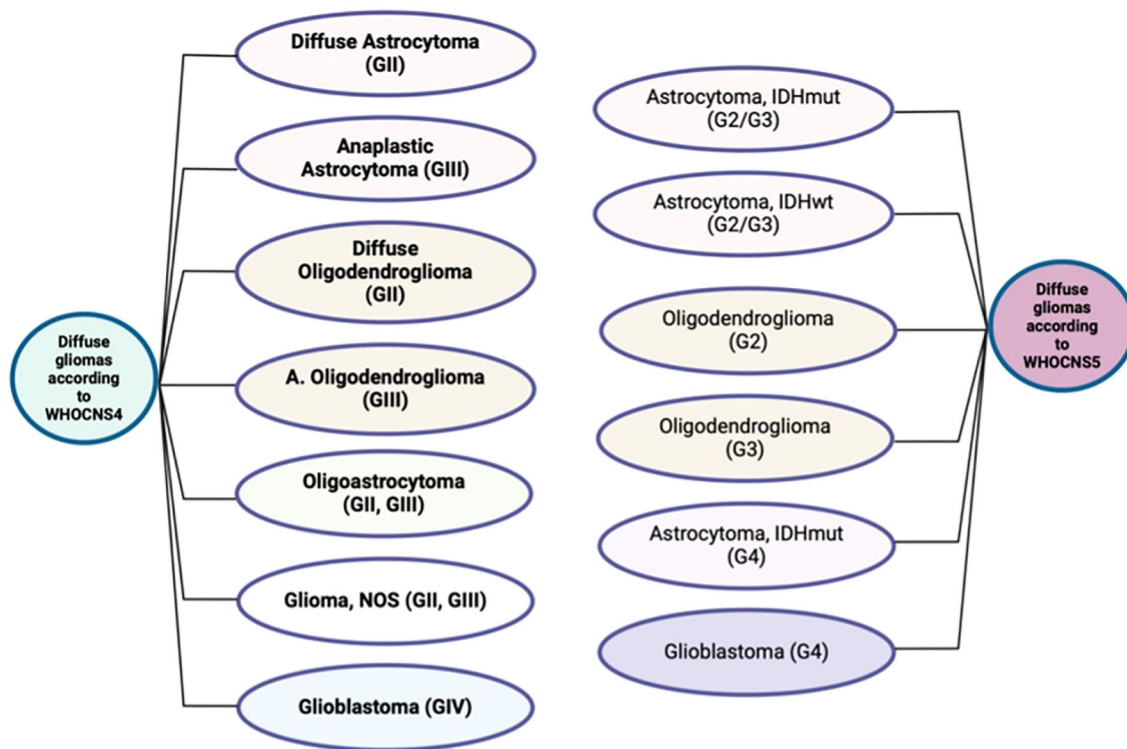 Diffuse
gliomas
according
to
WHOCNS4
Diffuse Astrocytoma
(GII)
Anaplastic
Astrocytoma (GIII)
Diffuse
Oligodendroglioma
(GII)
A. Oligodendroglioma
(GIII)
Oligoastrocytoma
(GII, GIII)
Glioma, NOS (GII, GIII)
Glioblastoma (GIV)
Astrocytoma, IDHmut
(G2/G3)
Astrocytoma, IDHwt
(G2/G3)
Oligodendroglioma
(G2)
Oligodendroglioma
(G3)
Astrocytoma, IDHmut
(G4)
Glioblastoma (G4)
Diffuse
gliomas
according
to
WHOCNS5